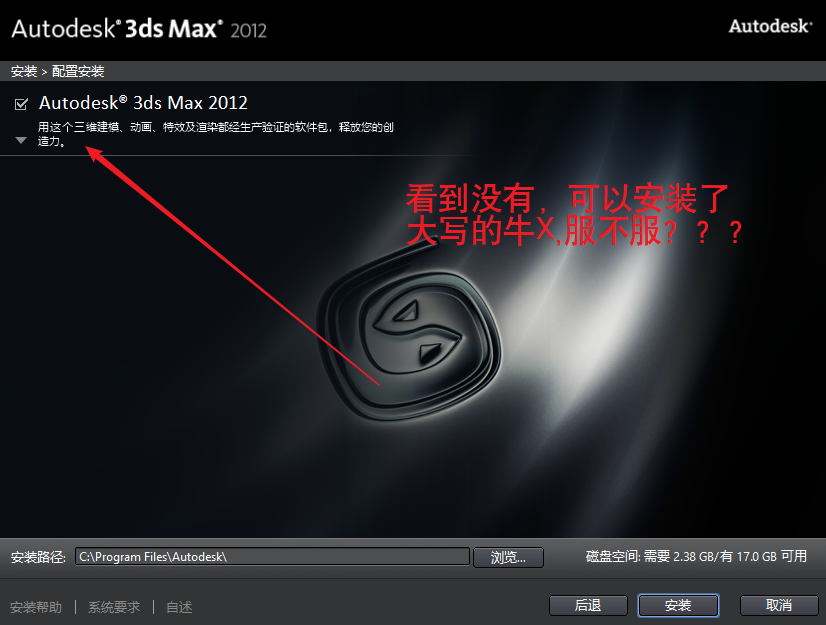 Autodesk® 3ds Max® 2012
Autodesk®
安装 > 配置安装
Autodesk® 3ds Max 2012
用这个三维建模、动画、特效及渲染都经生产验证的软件包，释放您的创
造力。
看到没有，可以安装了
大写的牛X,服不服？？？
安装路径:
C:\Program Files\Autodesk\
浏览...
磁盘空间: 需要 2.38 GB/有 17.0 GB 可用
安装帮助 | 系统要求 | 自述
后退
安装
取消